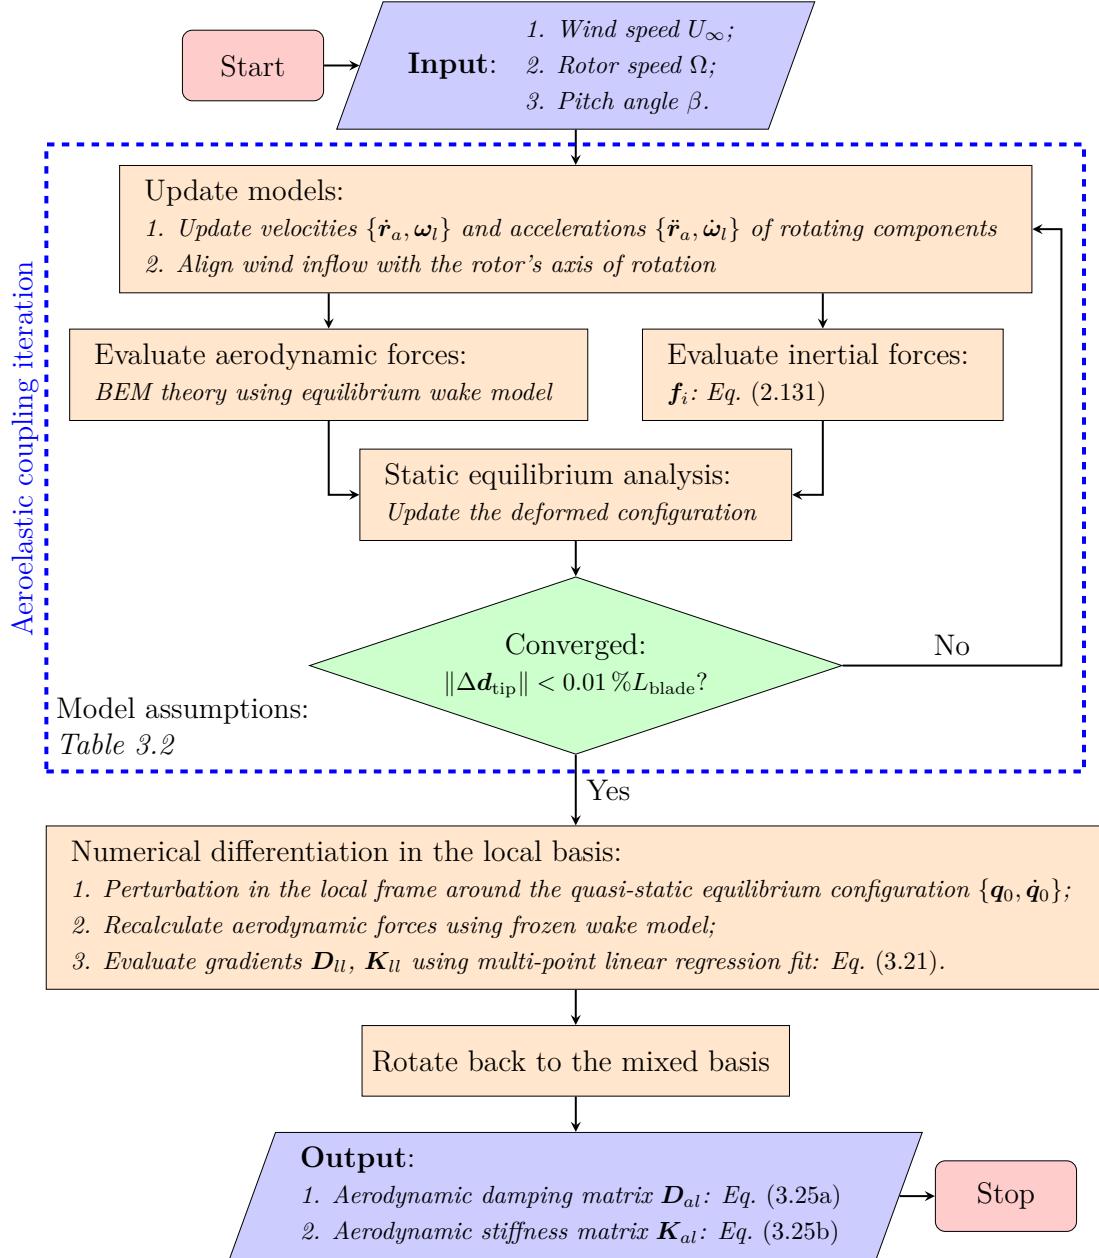 Start
Input:
1. Wind speed U∞;
2. Rotor speed Ω;
3. Pitch angle β.
Aeroelastic coupling iteration
Update models:
1. Update velocities {ṙₐ, ωₗ} and accelerations {r̈ₐ, ω̇ₗ} of rotating components
2. Align wind inflow with the rotor's axis of rotation
Evaluate aerodynamic forces:
BEM theory using equilibrium wake model
Evaluate inertial forces:
fᵢ: Eq. (2.131)
Static equilibrium analysis:
Update the deformed configuration
Converged:
‖Δd_tip‖ < 0.01 %L_blade?
No
Model assumptions:
Table 3.2
Yes
Numerical differentiation in the local basis:
1. Perturbation in the local frame around the quasi-static equilibrium configuration {q₀, q̇₀};
2. Recalculate aerodynamic forces using frozen wake model;
3. Evaluate gradients D_ll, K_ll using multi-point linear regression fit: Eq. (3.21).
Rotate back to the mixed basis
Output:
1. Aerodynamic damping matrix D_al: Eq. (3.25a)
2. Aerodynamic stiffness matrix K_al: Eq. (3.25b)
Stop